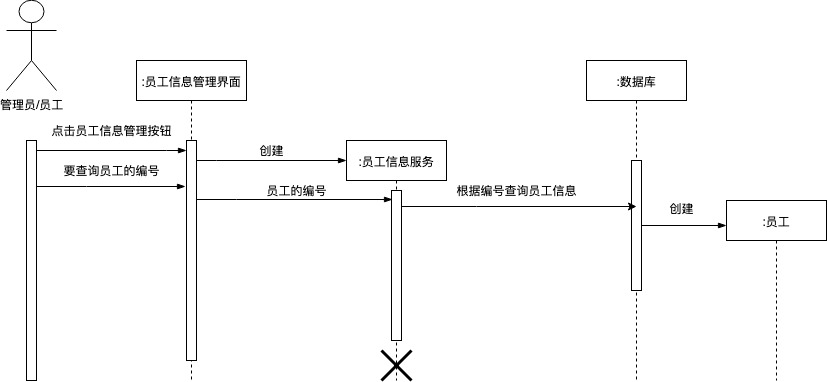 :员工信息管理界面
:数据库
管理员/员工
点击员工信息管理按钮
创建
:员工信息服务
要查询员工的编号
员工的编号
根据编号查询员工信息
创建
:员工